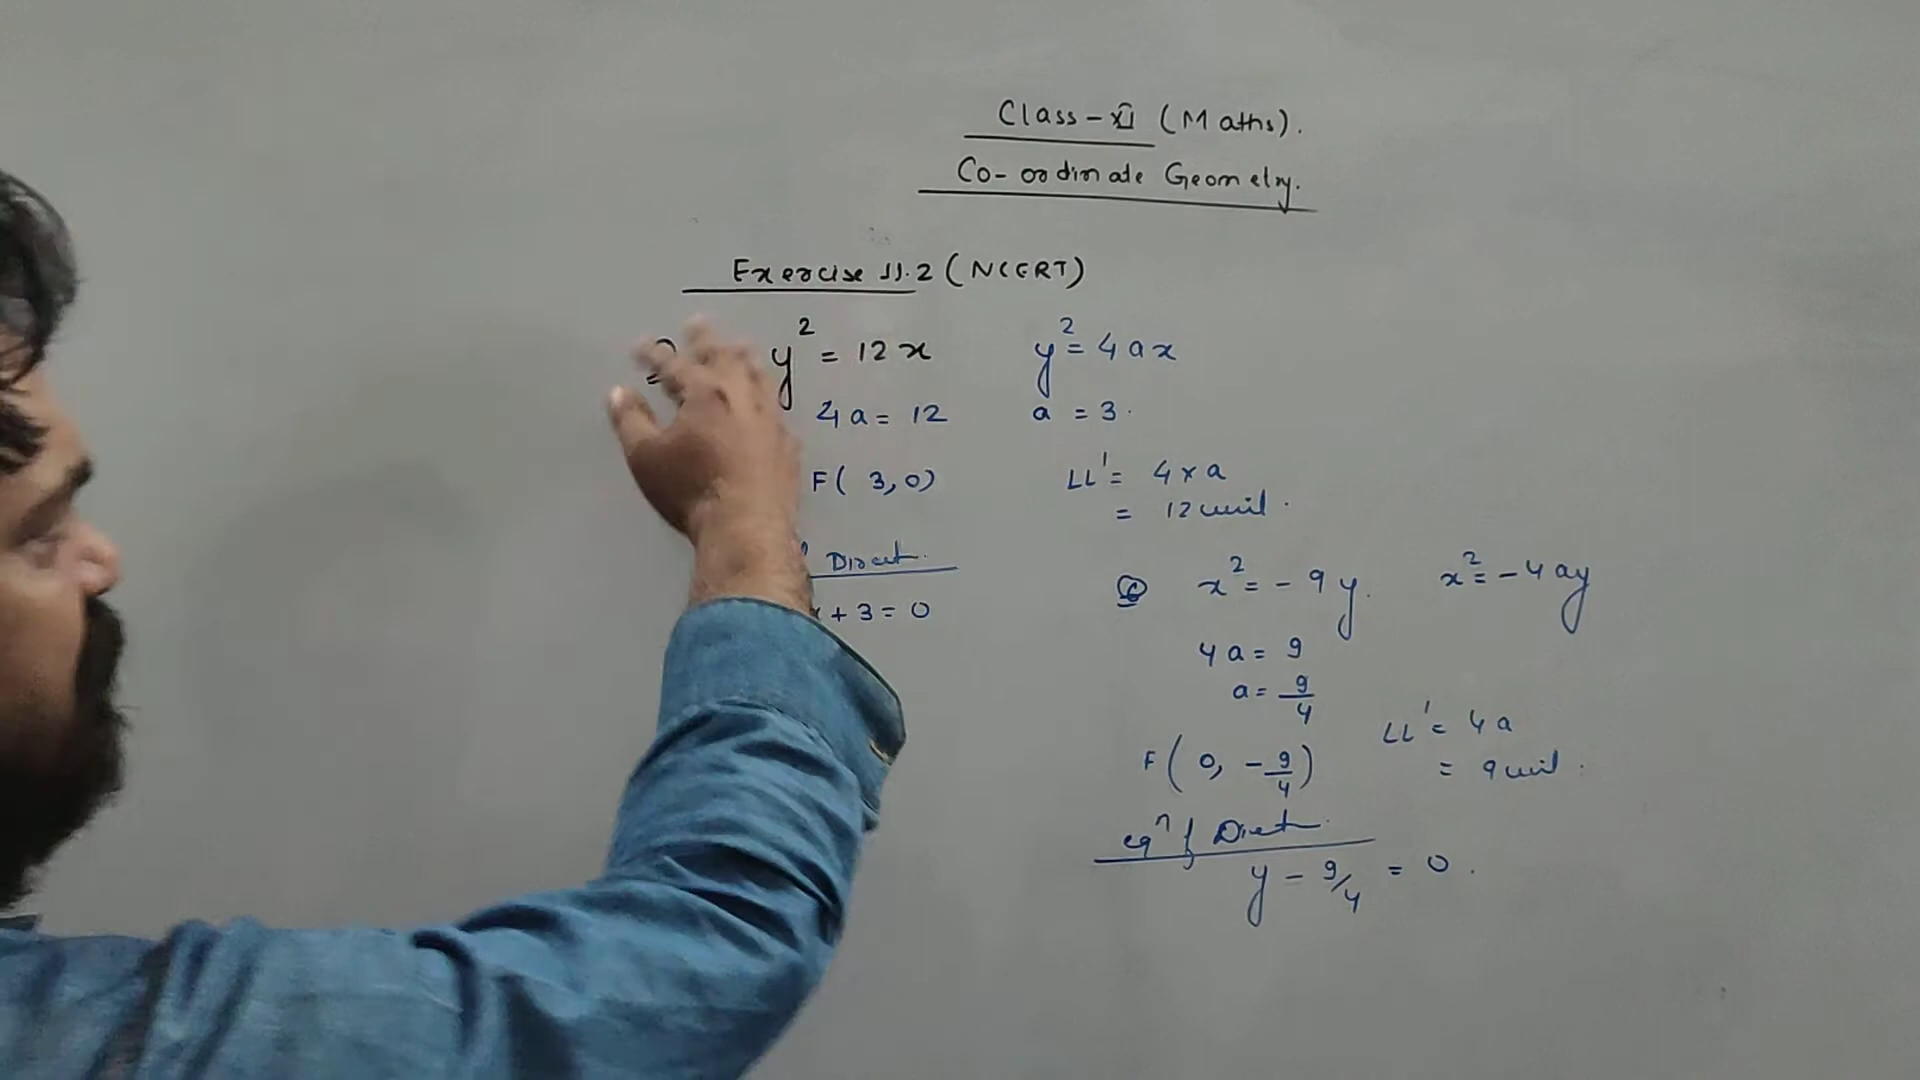 Class-XI (Maths).
Co-ordinate Geometry.
Exercise 11.2 (NCERT)
y² = 12x
y² = 4ax
4a = 12
a = 3.
F( 3,0)
LL' = 4 x a
= 12 unit.
Direct.
x + 3 = 0
x² = - 9y.
x² = -4ay
4a = 9
a = 9/4
F(0, -9/4)
LL' = 4a
= 9 unit.
eqⁿ of Direct.
y - 9/4 = 0.